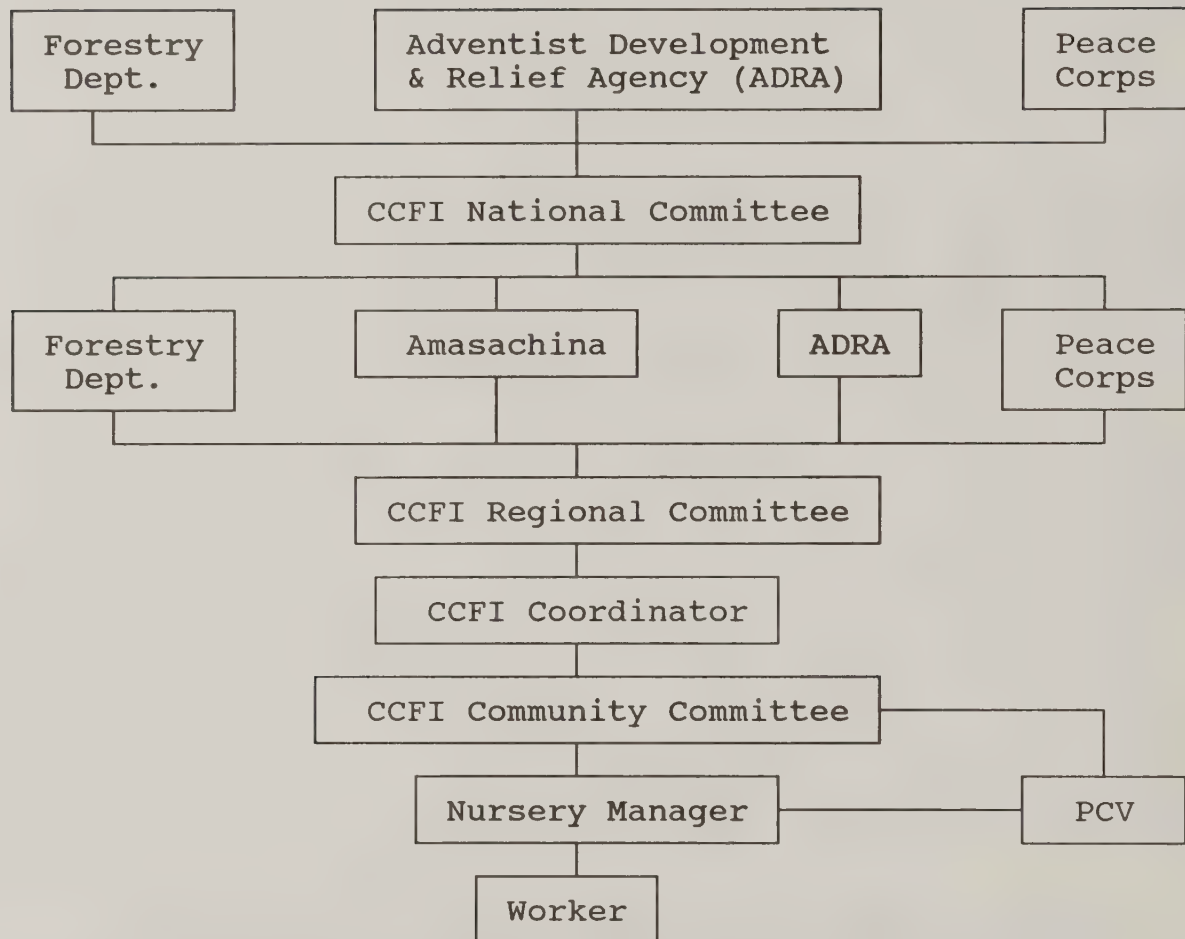 Forestry
Dept.
Adventist Development
& Relief Agency (ADRA)
Peace
Corps
CCFI National Committee
Forestry
Dept.
Amasachina
ADRA
Peace
Corps
CCFI Regional Committee
CCFI Coordinator
CCFI Community Committee
Nursery Manager
PCV
Worker